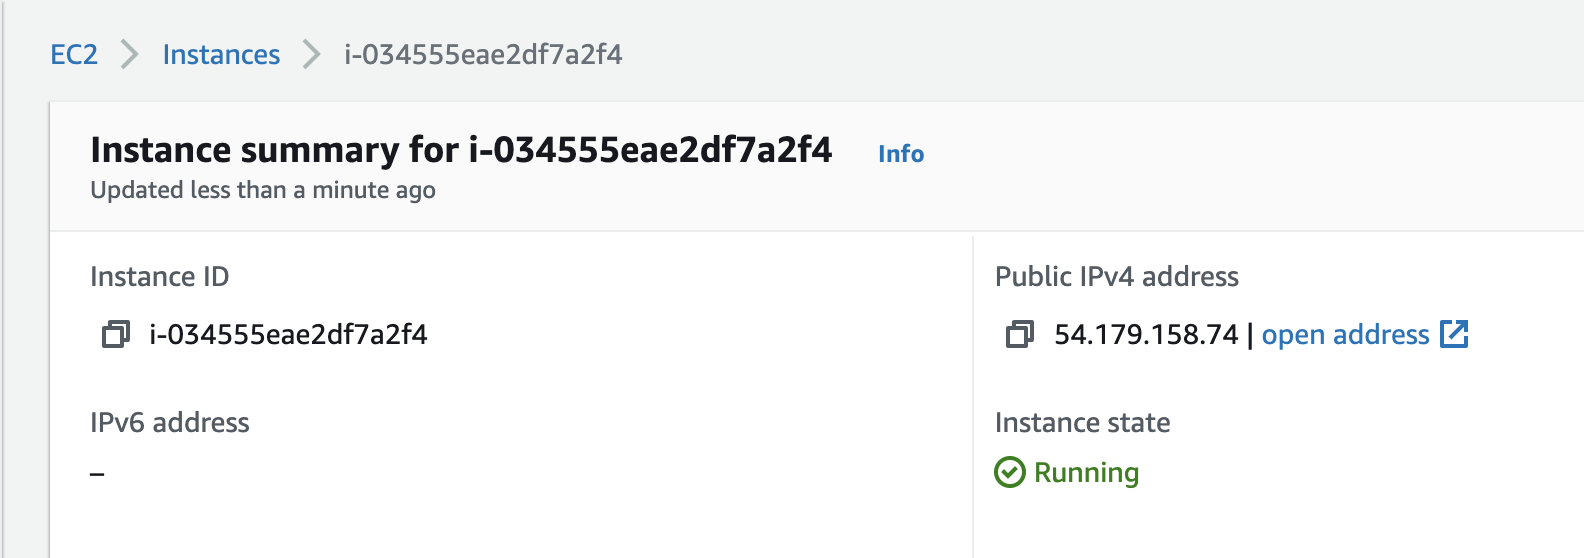 EC2 Instances i-034555eae2df7a2f4
Instance summary for i-034555eae2df7a2f4 Info
Updated less than a minute ago
Instance ID
i-034555eae2df7a2f4
Public IPv4 address
54.179.158.74 | open address
IPv6 address
–
Instance state
Running